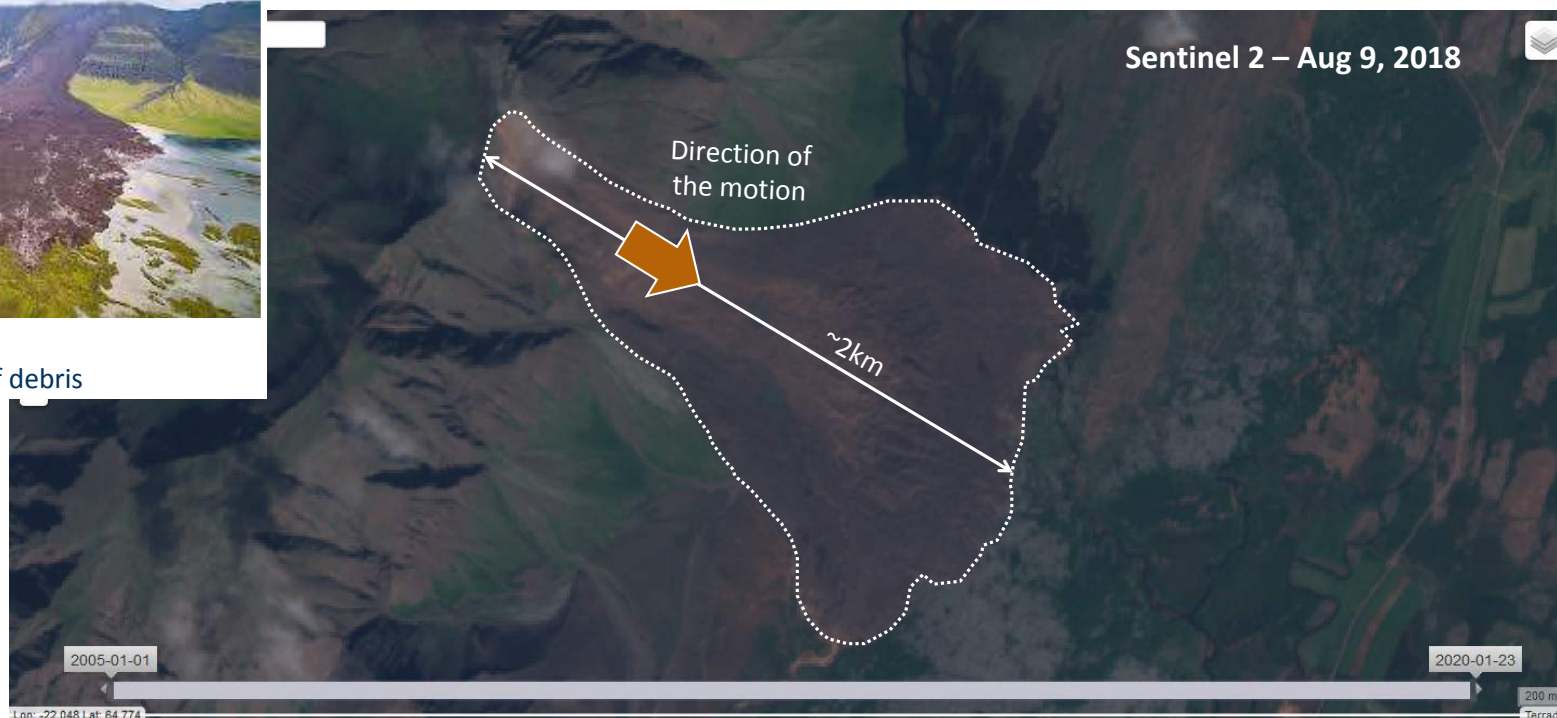 Sentinel 2 – Aug 9, 2018
Direction of
the motion
~2km
debris
2005-01-01
2020-01-23
200 m
Lon: -22.048 Lat: 64.774